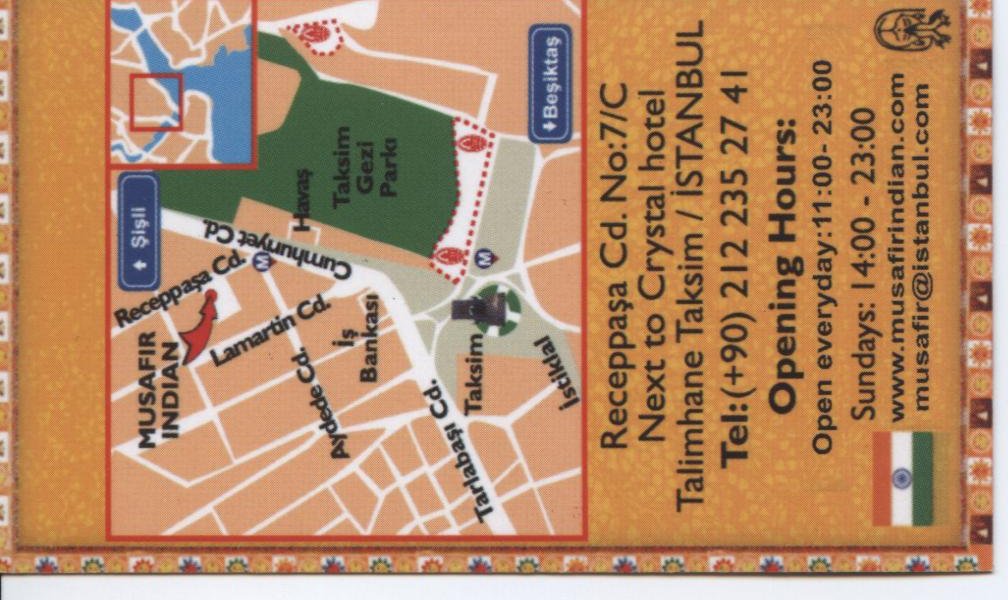 Şişli
Beşiktaş
MUSAFIR
INDIAN
Receppaşa Cd.
Cumhuriyet Cd.
M
Havaş
Taksim
Gezi
Parkı
Lamartin Cd.
Aydede Cd.
İş
Bankası
M
Taksim
Tarlabaşı Cd.
İstiklal
Receppaşa Cd. No:7/C
Next to Crystal hotel
Talimhane Taksim / İSTANBUL
Tel:(+90) 212 235 27 41
Opening Hours:
Open everyday:11:00- 23:00
Sundays: 14:00 - 23:00
www.musafirindian.com
musafir@istanbul.com